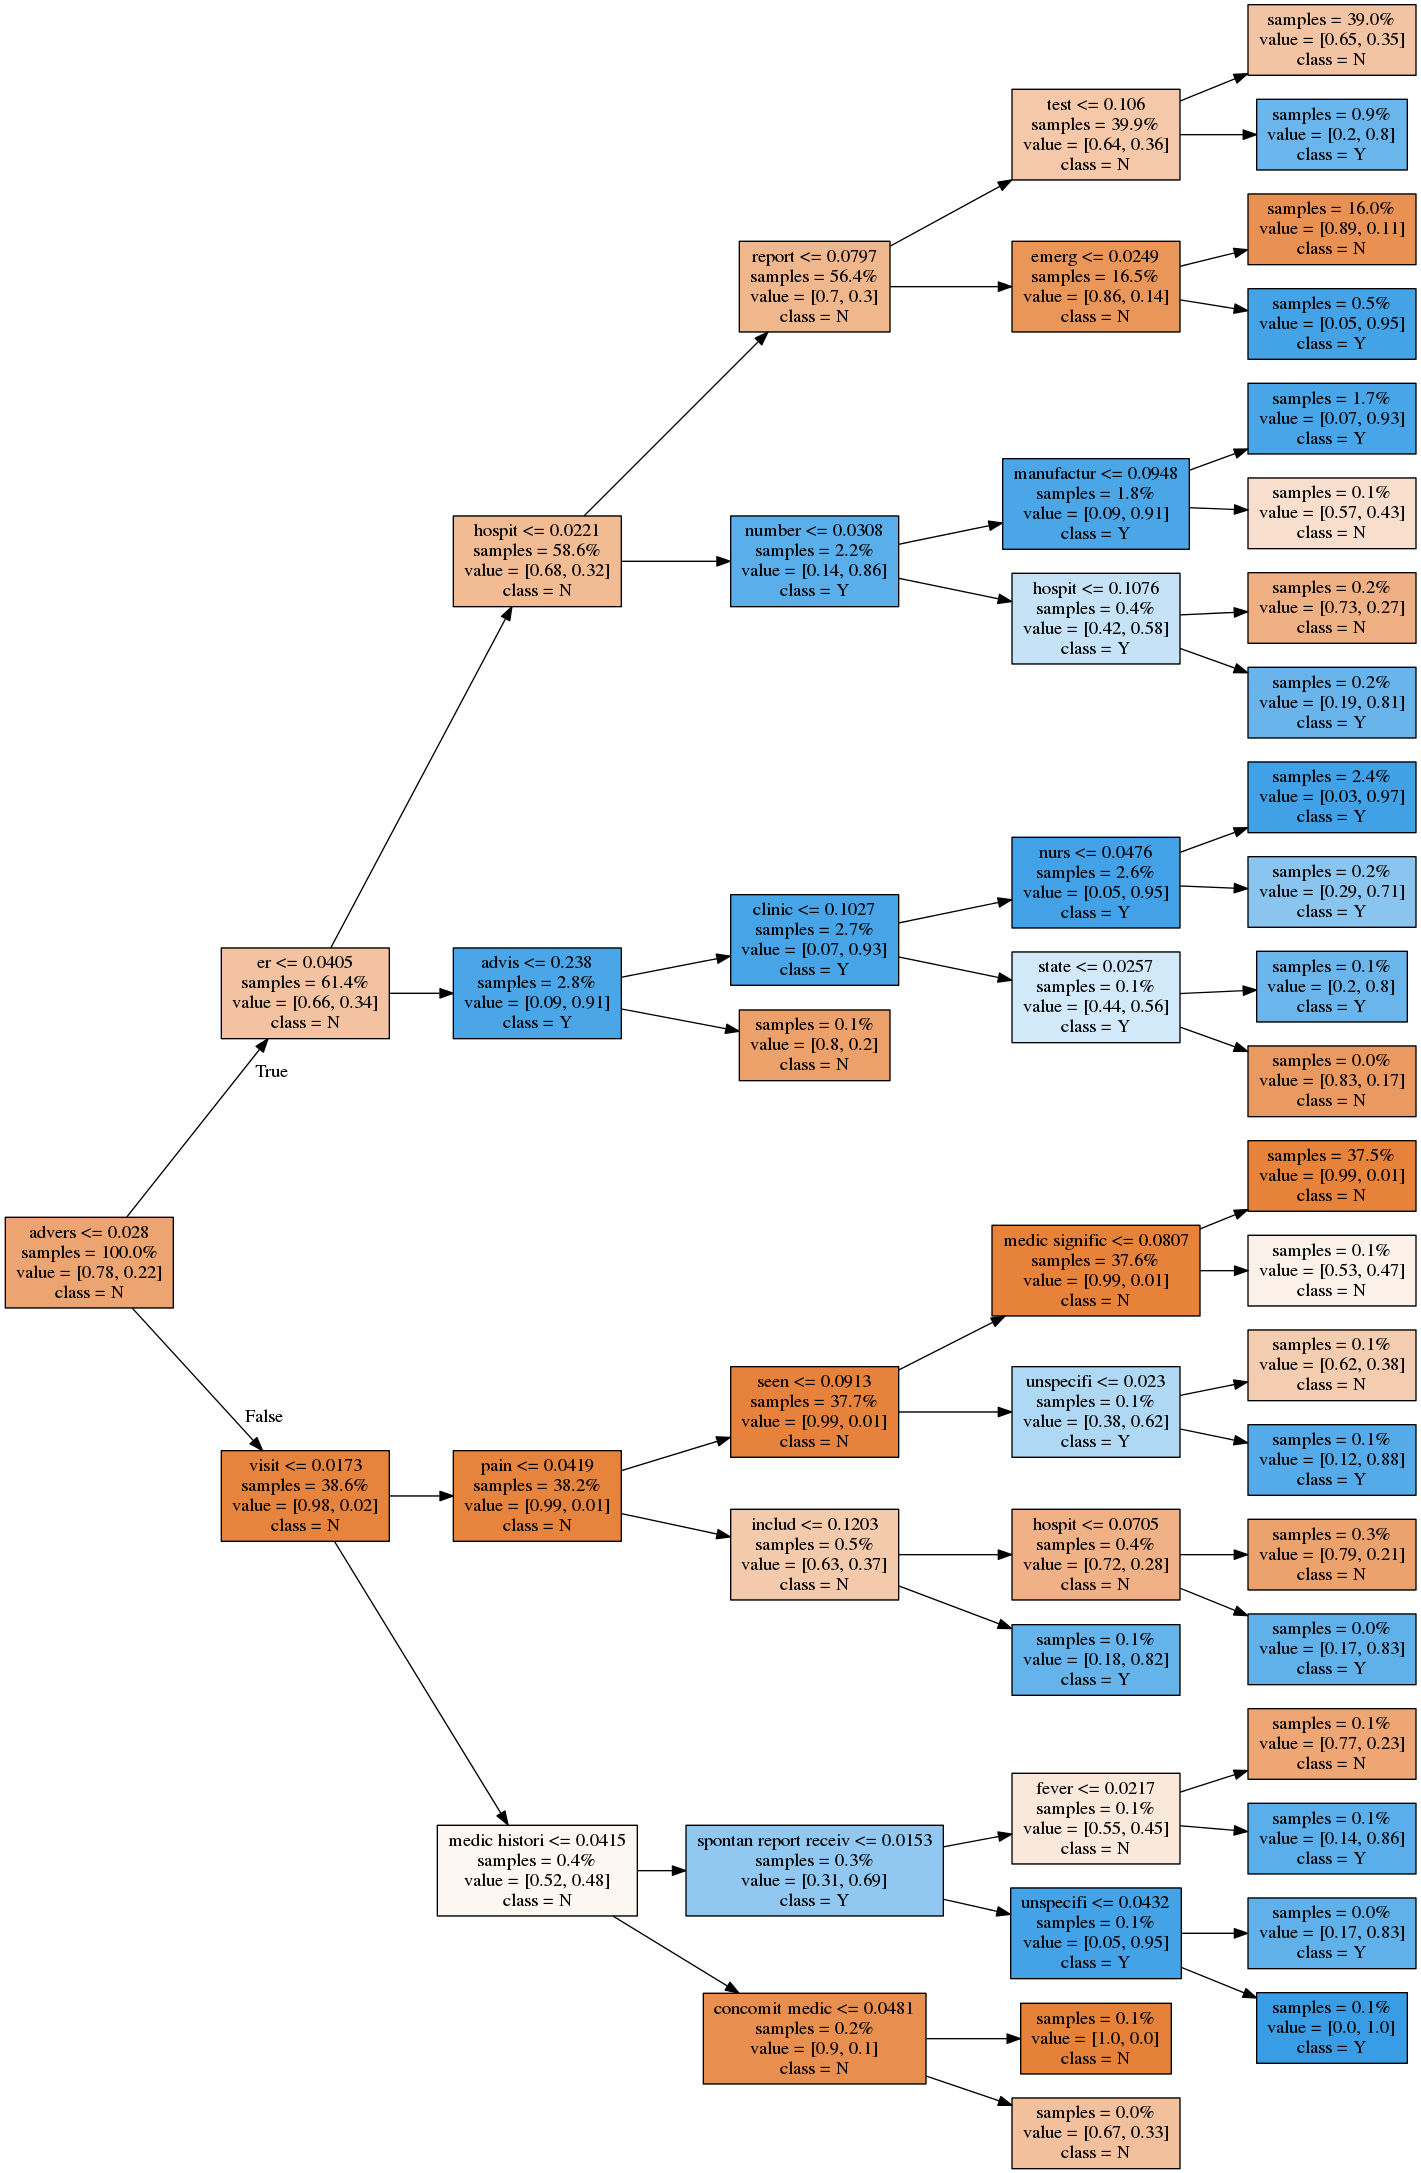 samples = 39.0%
value = [0.65, 0.35]
class = N
test <= 0.106
samples = 39.9%
value = [0.64, 0.36]
class = N
samples = 0.9%
value = [0.2, 0.8]
class = Y
samples = 16.0%
value = [0.89, 0.11]
class = N
report <= 0.0797
samples = 56.4%
value = [0.7, 0.3]
class = N
emerg <= 0.0249
samples = 16.5%
value = [0.86, 0.14]
class = N
samples = 0.5%
value = [0.05, 0.95]
class = Y
samples = 1.7%
value = [0.07, 0.93]
class = Y
manufactur <= 0.0948
samples = 1.8%
value = [0.09, 0.91]
class = Y
samples = 0.1%
value = [0.57, 0.43]
class = N
hospit <= 0.0221
samples = 58.6%
value = [0.68, 0.32]
class = N
number <= 0.0308
samples = 2.2%
value = [0.14, 0.86]
class = Y
hospit <= 0.1076
samples = 0.4%
value = [0.42, 0.58]
class = Y
samples = 0.2%
value = [0.73, 0.27]
class = N
samples = 0.2%
value = [0.19, 0.81]
class = Y
samples = 2.4%
value = [0.03, 0.97]
class = Y
nurs <= 0.0476
samples = 2.6%
value = [0.05, 0.95]
class = Y
samples = 0.2%
value = [0.29, 0.71]
class = Y
clinic <= 0.1027
samples = 2.7%
value = [0.07, 0.93]
class = Y
er <= 0.0405
samples = 61.4%
value = [0.66, 0.34]
class = N
advis <= 0.238
samples = 2.8%
value = [0.09, 0.91]
class = Y
state <= 0.0257
samples = 0.1%
value = [0.44, 0.56]
class = Y
samples = 0.1%
value = [0.2, 0.8]
class = Y
samples = 0.1%
value = [0.8, 0.2]
class = N
samples = 0.0%
value = [0.83, 0.17]
class = N
True
samples = 37.5%
value = [0.99, 0.01]
class = N
advers <= 0.028
samples = 100.0%
value = [0.78, 0.22]
class = N
medic signific <= 0.0807
samples = 37.6%
value = [0.99, 0.01]
class = N
samples = 0.1%
value = [0.53, 0.47]
class = N
samples = 0.1%
value = [0.62, 0.38]
class = N
seen <= 0.0913
samples = 37.7%
value = [0.99, 0.01]
class = N
unspecifi <= 0.023
samples = 0.1%
value = [0.38, 0.62]
class = Y
False
samples = 0.1%
value = [0.12, 0.88]
class = Y
visit <= 0.0173
samples = 38.6%
value = [0.98, 0.02]
class = N
pain <= 0.0419
samples = 38.2%
value = [0.99, 0.01]
class = N
includ <= 0.1203
samples = 0.5%
value = [0.63, 0.37]
class = N
hospit <= 0.0705
samples = 0.4%
value = [0.72, 0.28]
class = N
samples = 0.3%
value = [0.79, 0.21]
class = N
samples = 0.1%
value = [0.18, 0.82]
class = Y
samples = 0.0%
value = [0.17, 0.83]
class = Y
samples = 0.1%
value = [0.77, 0.23]
class = N
fever <= 0.0217
samples = 0.1%
value = [0.55, 0.45]
class = N
samples = 0.1%
value = [0.14, 0.86]
class = Y
medic histori <= 0.0415
samples = 0.4%
value = [0.52, 0.48]
class = N
spontan report receiv <= 0.0153
samples = 0.3%
value = [0.31, 0.69]
class = Y
unspecifi <= 0.0432
samples = 0.1%
value = [0.05, 0.95]
class = Y
samples = 0.0%
value = [0.17, 0.83]
class = Y
samples = 0.1%
value = [0.0, 1.0]
class = Y
concomit medic <= 0.0481
samples = 0.2%
value = [0.9, 0.1]
class = N
samples = 0.1%
value = [1.0, 0.0]
class = N
samples = 0.0%
value = [0.67, 0.33]
class = N